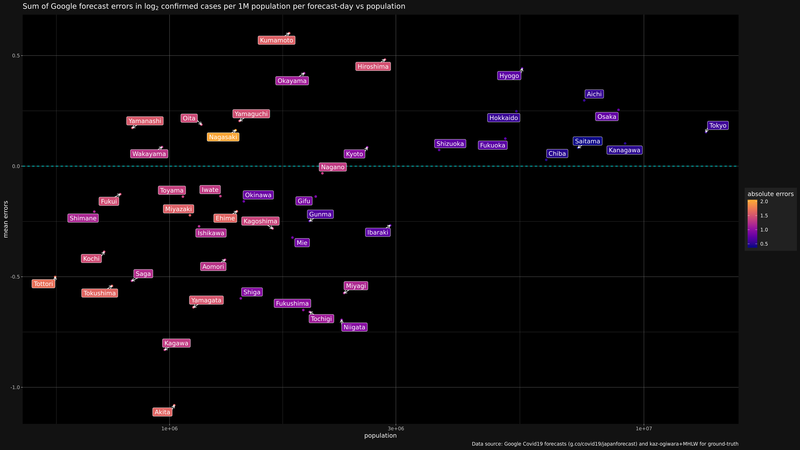 Sum of Google forecast errors in log2 confirmed cases per 1M population per forecast-day vs population
Kumamoto
Hiroshima
Okayama
Hyogo
Aichi
Yamanashi
Oita
Yamaguchi
Hokkaido
Osaka
Tokyo
Nagasaki
Shizuoka
Fukuoka
Saitama
Kanagawa
Wakayama
Kyoto
Chiba
Nagano
Toyama
Iwate
Okinawa
Fukui
Gifu
Miyazaki
Shimane
Ehime
Kagoshima
Gunma
Ishikawa
Mie
Ibaraki
Kochi
Aomori
Saga
Tottori
Tokushima
Yamagata
Shiga
Fukushima
Miyagi
Tochigi
Niigata
Kagawa
Akita
0.5
0.0
-0.5
-1.0
mean errors
1e+06
3e+06
1e+07
population
absolute errors
2.0
1.5
1.0
0.5
Data source: Google Covid19 forecasts (g.co/covid19/japanforecast) and kaz-ogiwara+MHLW for ground-truth